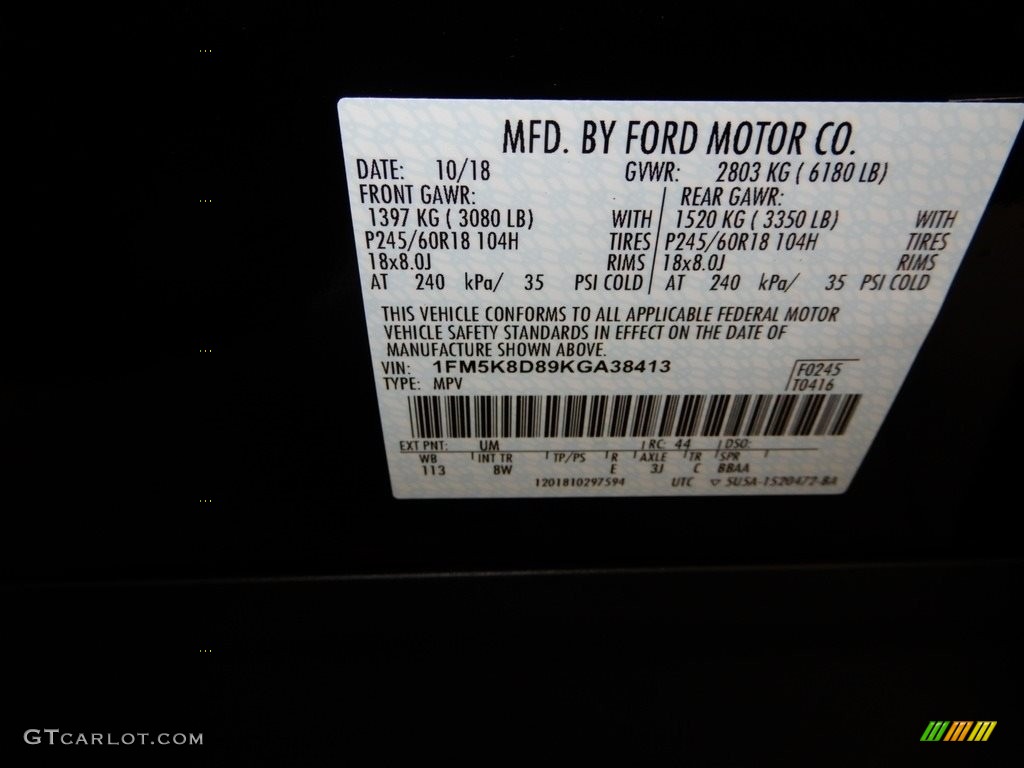 MFD. BY FORD MOTOR CO.
DATE: 10/18 GVWR: 2803 KG ( 6180 LB)
FRONT GAWR: REAR GAWR:
1397 KG ( 3080 LB) WITH 1520 KG ( 3350 LB) WITH
P245/60R18 104H TIRES P245/60R18 104H TIRES
18x8.0J RIMS 18x8.0J RIMS
AT 240 kPa/ 35 PSI COLD AT 240 kPa/ 35 PSI COLD
THIS VEHICLE CONFORMS TO ALL APPLICABLE FEDERAL MOTOR
VEHICLE SAFETY STANDARDS IN EFFECT ON THE DATE OF
MANUFACTURE SHOWN ABOVE.
VIN: 1FM5K8D89KGA38413 F0245
TYPE: MPV T0416
EXT PNT: UM RC: 44 DSO:
WB INT TR TP/PS R AXLE TR SPR
113 8W E 3J C BBAA
1201810297594 UTC ▽ 5U5A-1520472-BA
GTcarlot.com